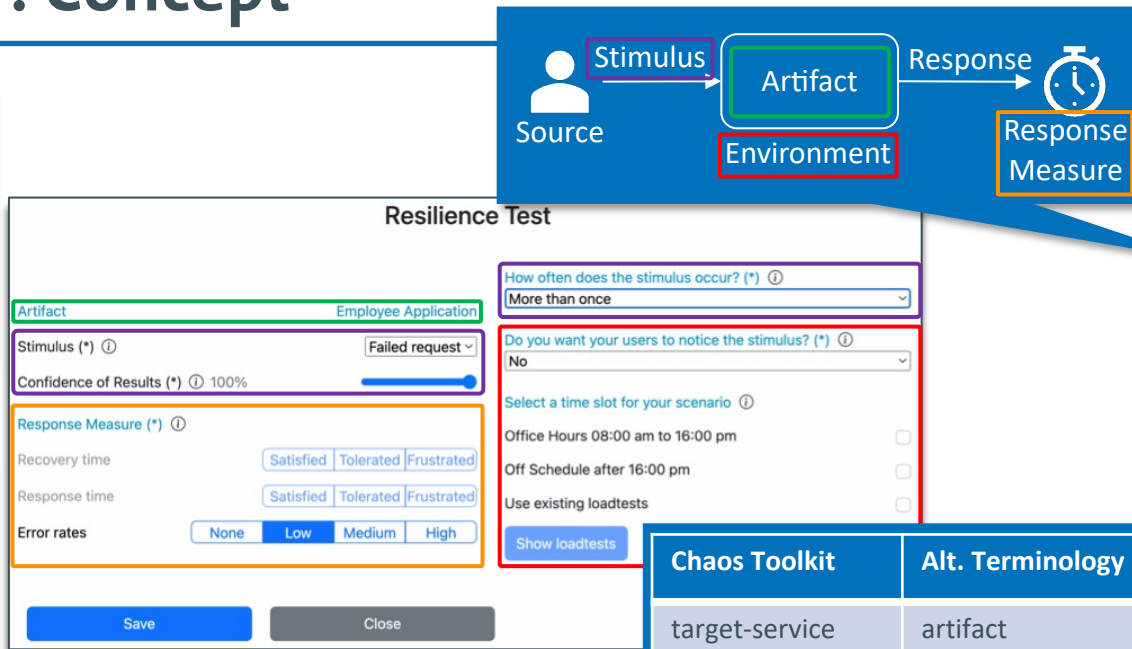 : Concept
Stimulus
Artifact
Response
Source
Environment
Response
Measure
Resilience Test
Artifact Employee Application
Stimulus (*) Failed request
Confidence of Results (*) 100%
Response Measure (*)
Recovery time Satisfied Tolerated Frustrated
Response time Satisfied Tolerated Frustrated
Error rates None Low Medium High
Save Close
How often does the stimulus occur? (*)
More than once
Do you want your users to notice the stimulus? (*)
No
Select a time slot for your scenario
Office Hours 08:00 am to 16:00 pm
Off Schedule after 16:00 pm
Use existing loadtests
Show loadtests
Chaos Toolkit Alt. Terminology
target-service artifact